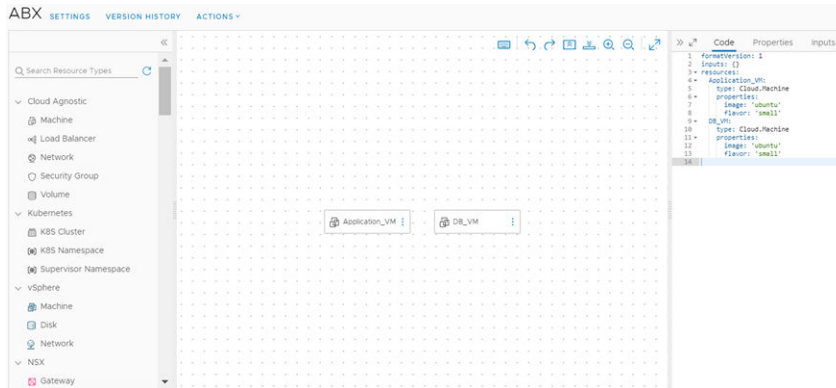 ABX SETTINGS VERSION HISTORY ACTIONS
Search Resource Types
Cloud Agnostic
Machine
Load Balancer
Network
Security Group
Volume
Kubernetes
K8S Cluster
K8S Namespace
Supervisor Namespace
vSphere
Machine
Disk
Network
NSX
Gateway
Application_VM
DB_VM
Code Properties Inputs
1 formatVersion: 1
2 inputs: {}
3 resources:
4 Application_VM:
5 type: Cloud.Machine
6 properties:
7 image: 'ubuntu'
8 flavor: 'small'
9 DB_VM:
10 type: Cloud.Machine
11 properties:
12 image: 'ubuntu'
13 flavor: 'small'
14